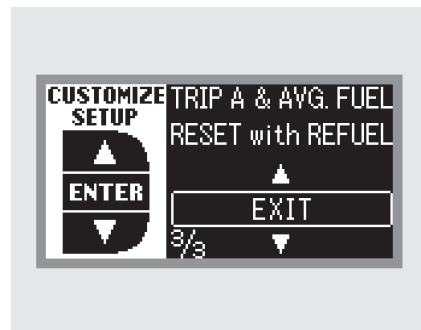 CUSTOMIZE
SETUP
ENTER
TRIP A & AVG. FUEL
RESET with REFUEL
EXIT
3/3